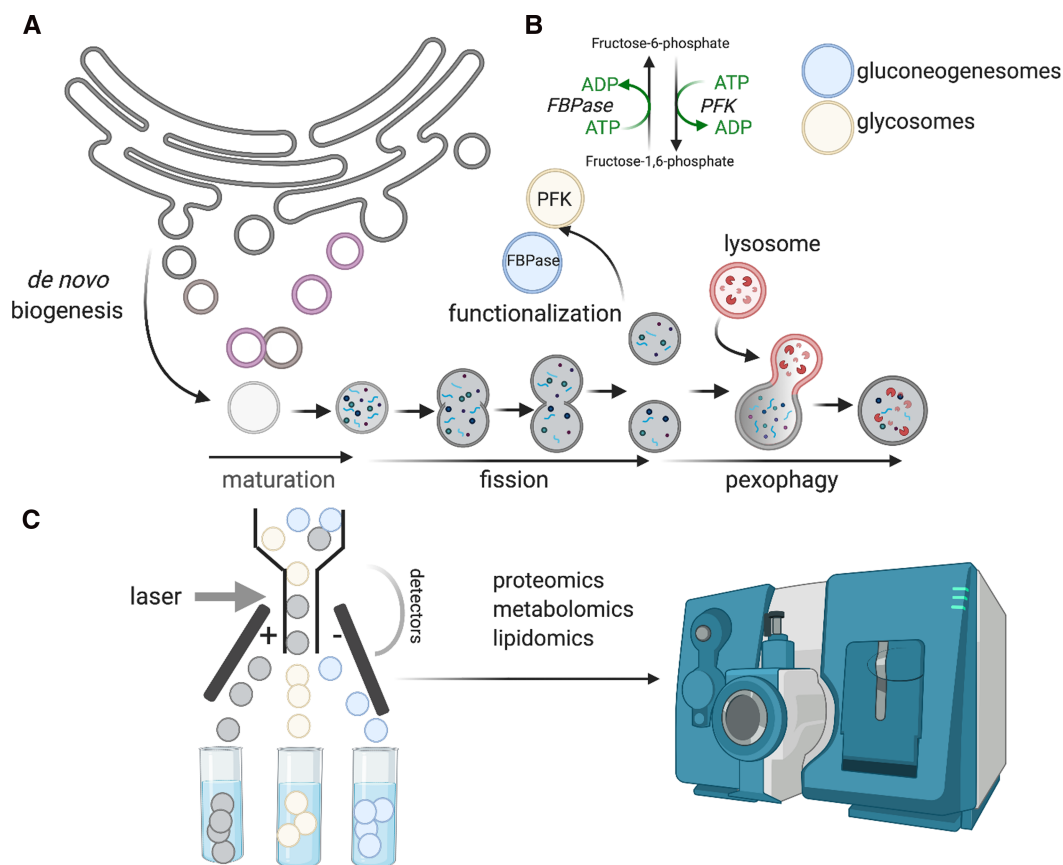 A
B
Fructose-6-phosphate
ADP
ATP
FBPase
PFK
ATP
ADP
Fructose-1,6-phosphate
gluconeogenesomes
glycosomes
PFK
FBPase
functionalization
lysosome
de novo
biogenesis
maturation
fission
pexophagy
C
laser
+
-
detectors
proteomics
metabolomics
lipidomics